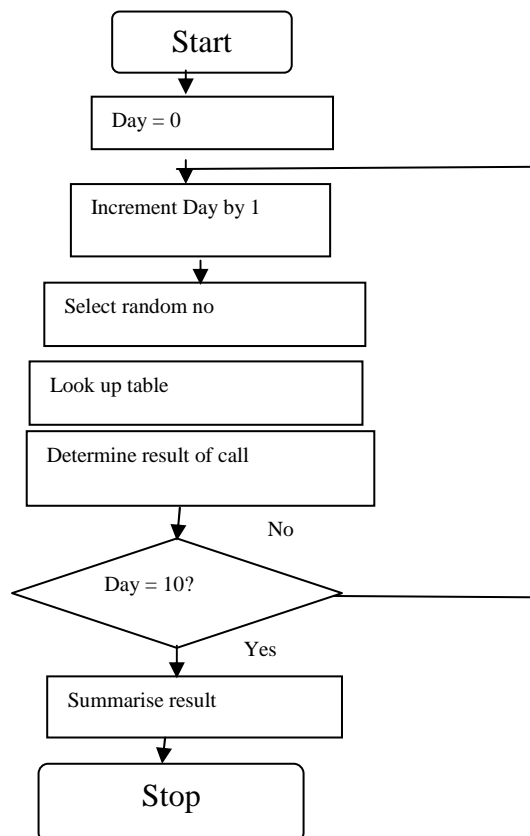 Start
Day = 0
Increment Day by 1
Select random no
Look up table
Determine result of call
No
Day = 10?
Yes
Summarise result
Stop